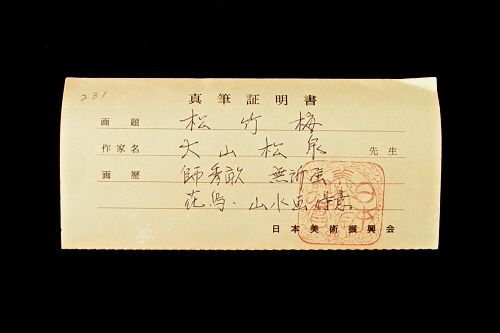 231
真筆証明書
画題 松竹梅
作家名 大山松泉 先生
画歴 師秀畝 無所属
花鳥・山水画得意
日本美術振興会